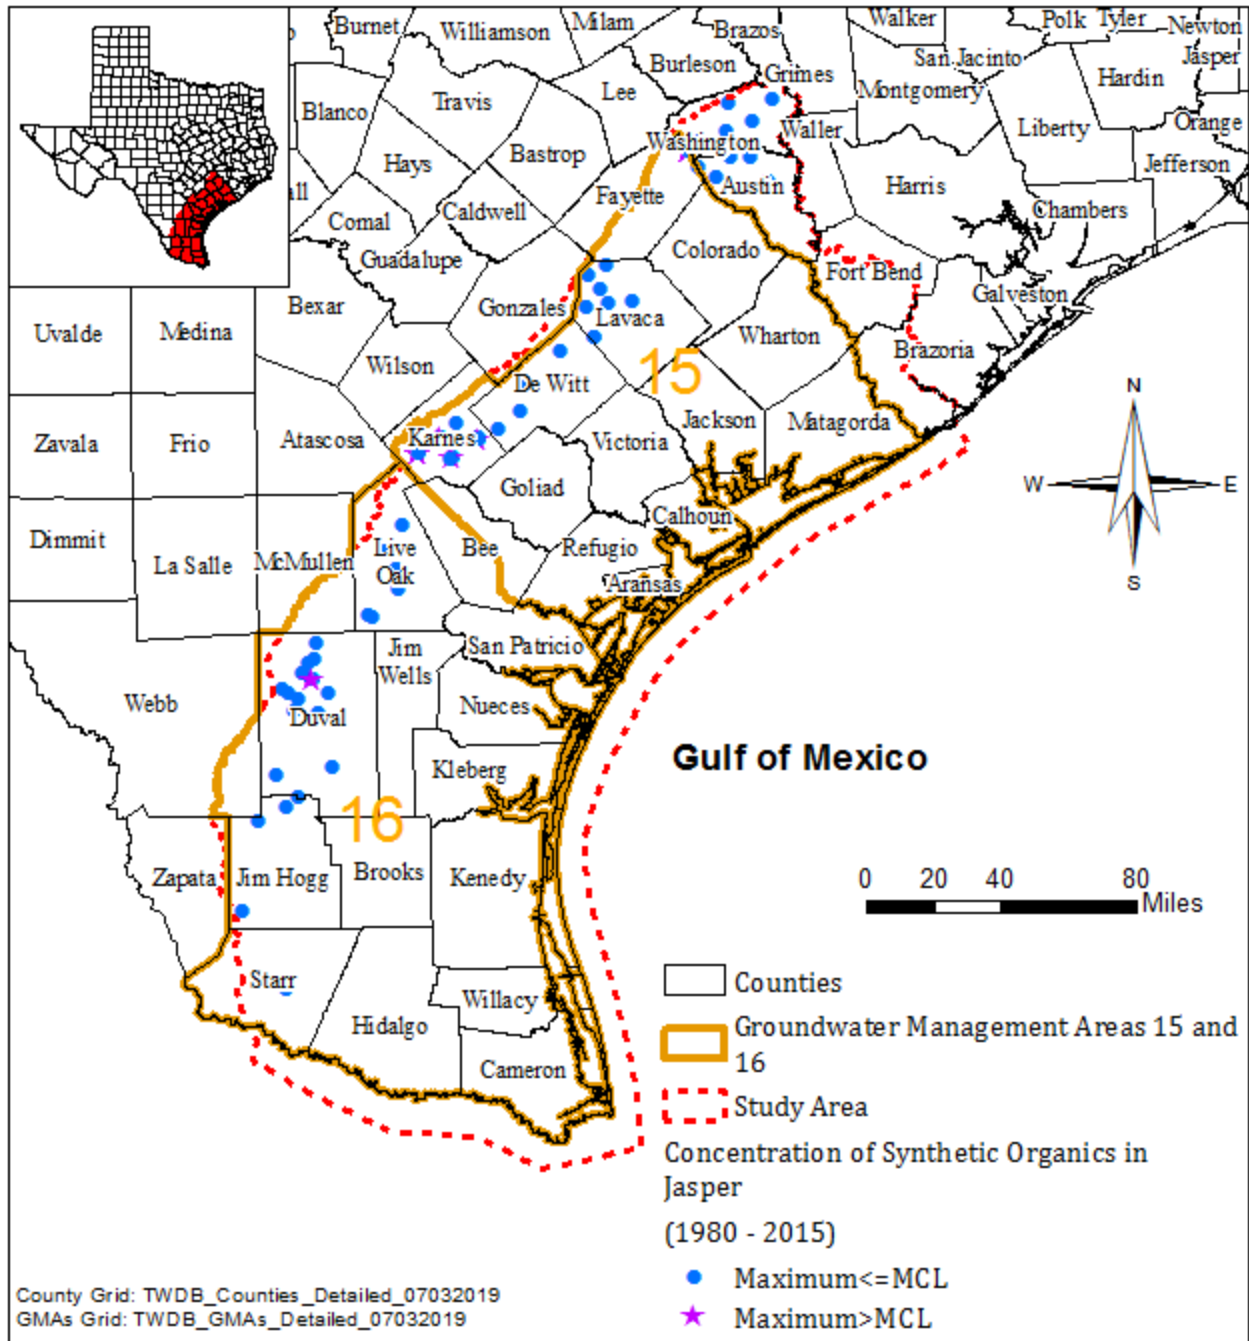 Burnet
Williamson
Milam
Brazos
Walker
Polk
Tyler
Newton
Jasper
San Jacinto
Burleson
Grimes
Montgomery
Hardin
Blanco
Travis
Lee
Liberty
Orange
Washington
Waller
Hays
Bastrop
Jefferson
Austin
Harris
Caldwell
Fayette
Chambers
Comal
Colorado
Guadalupe
Fort Bend
Galveston
Bexar
Gonzales
Lavaca
Uvalde
Medina
Wharton
Wilson
15
Brazoria
De Witt
Jackson
Matagorda
N
Zavala
Frio
Atascosa
Karnes
Victoria
Goliad
W
E
Calhoun
Dimmit
La Salle
McMullen
Live
Oak
Bee
Refugio
Aransas
S
San Patricio
Jim
Wells
Webb
Duval
Nueces
Kleberg
Gulf of Mexico
16
Zapata
Jim Hogg
Brooks
Kenedy
0 20 40 80
Miles
Starr
Hidalgo
Willacy
Cameron
Counties
Groundwater Management Areas 15 and
16
Study Area
Concentration of Synthetic Organics in
Jasper
(1980 - 2015)
Maximum<=MCL
Maximum>MCL
County Grid: TWDB_Counties_Detailed_07032019
GMAs Grid: TWDB_GMAs_Detailed_07032019